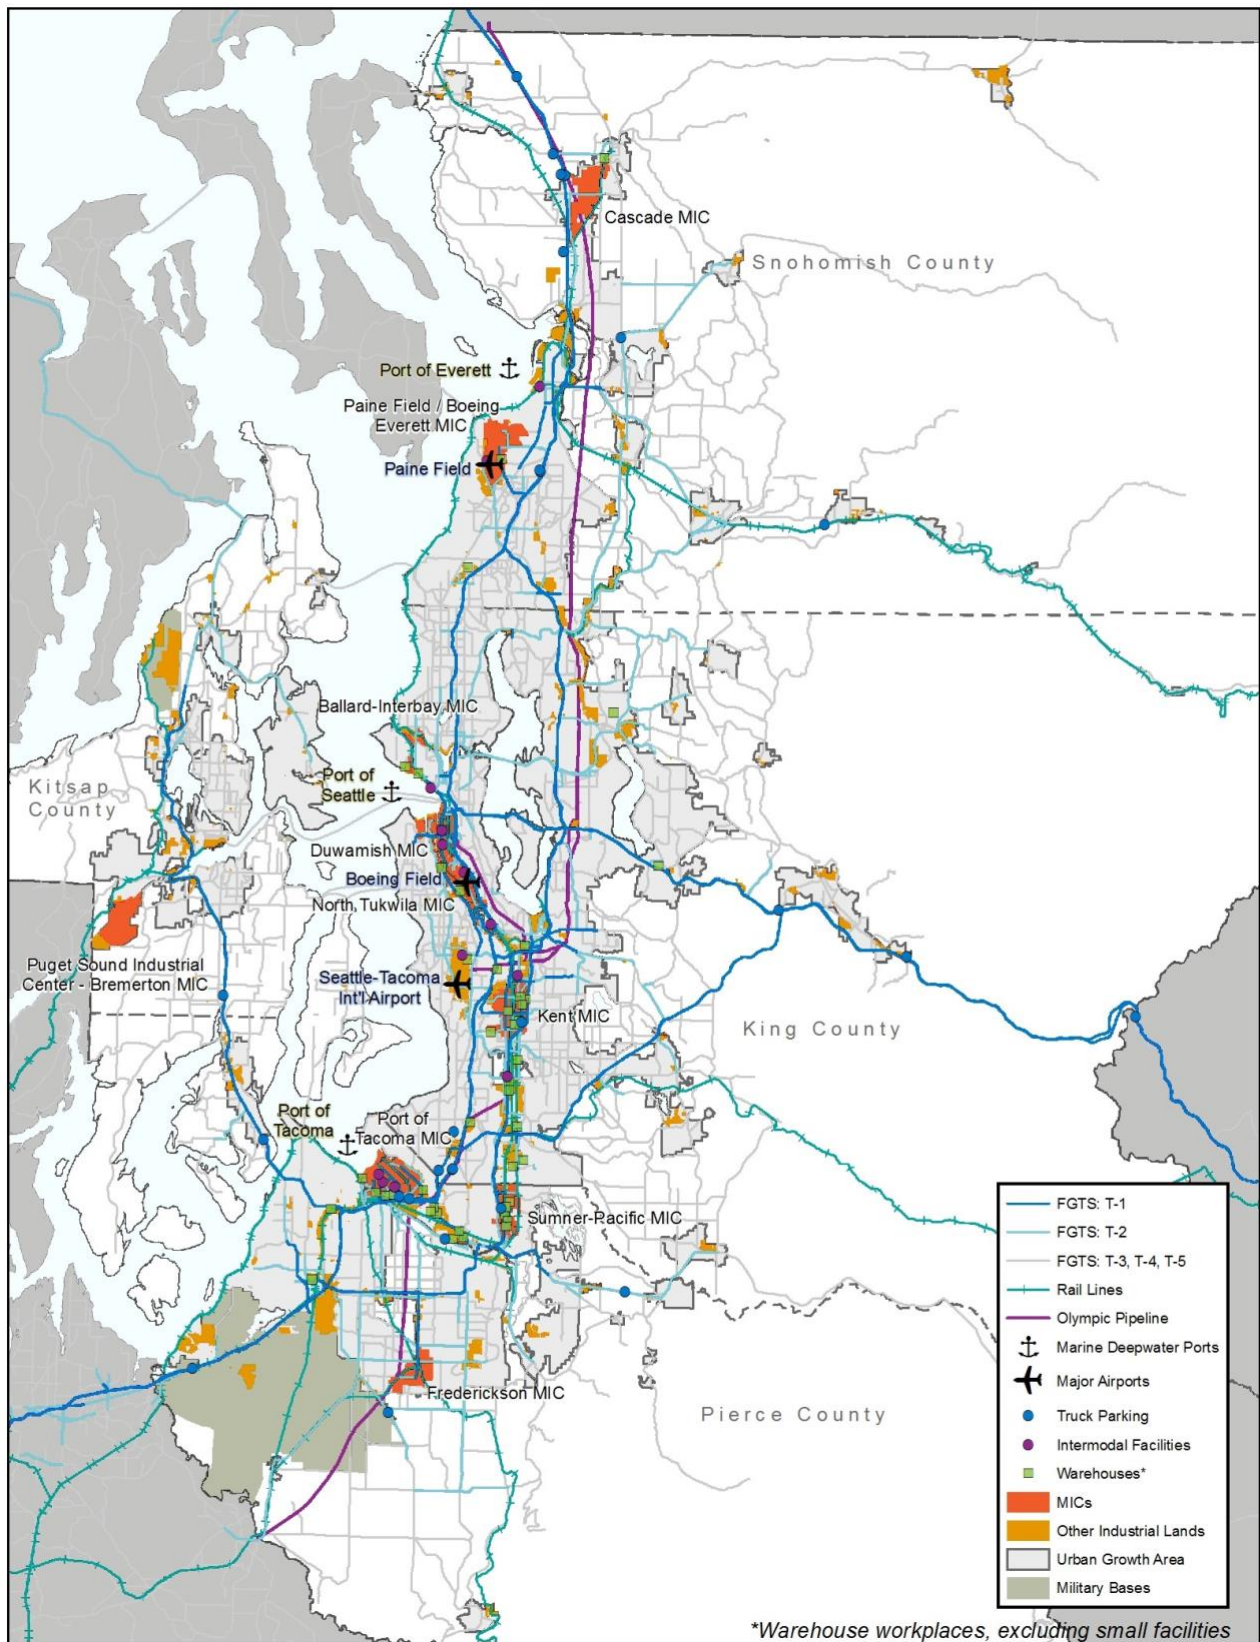 Cascade MIC
Snohomish County
Port of Everett
Paine Field / Boeing
Everett MIC
Paine Field
Ballard-Interbay MIC
Kitsap
County
Port of
Seattle
Duwamish MIC
Boeing Field
North Tukwila MIC
Puget Sound Industrial
Center - Bremerton MIC
Seattle-Tacoma
Int'l Airport
Kent MIC
King County
Port of
Tacoma
Port of
Tacoma MIC
Sumner-Pacific MIC
Frederickson MIC
Pierce County
FGTS: T-1
FGTS: T-2
FGTS: T-3, T-4, T-5
Rail Lines
Olympic Pipeline
Marine Deepwater Ports
Major Airports
Truck Parking
Intermodal Facilities
Warehouses*
MICs
Other Industrial Lands
Urban Growth Area
Military Bases
*Warehouse workplaces, excluding small facilities